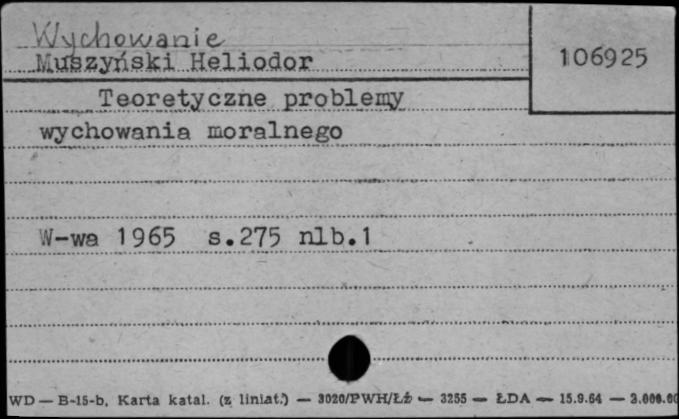 Wychowanie
Muszyński Heliodor
106925
Teoretyczne problemy
wychowania moralnego
W-wa 1965 s.275 nlb.1
WD — B-15-b, Karta katal. (z liniat.) — 3020/PWH/Łź — 3255 — ŁDA — 15.9.64 — 3.000.00